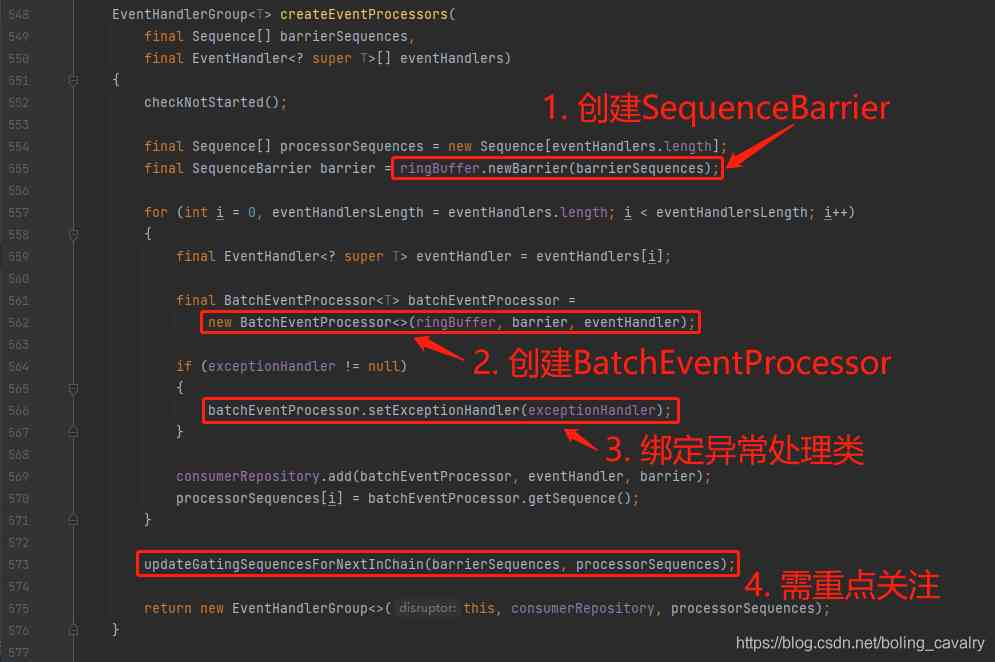 548 EventHandlerGroup<T> createEventProcessors(
549 final Sequence[] barrierSequences,
550 final EventHandler<? super T>[] eventHandlers)
551 {
552 checkNotStarted();
553
1. 创建SequenceBarrier
554 final Sequence[] processorSequences = new Sequence[eventHandlers.length];
555 final SequenceBarrier barrier = ringBuffer.newBarrier(barrierSequences);
556
557 for (int i = 0, eventHandlersLength = eventHandlers.length; i < eventHandlersLength; i++)
558 {
559 final EventHandler<? super T> eventHandler = eventHandlers[i];
560
561 final BatchEventProcessor<T> batchEventProcessor =
562 new BatchEventProcessor<>(ringBuffer, barrier, eventHandler);
563
564 if (exceptionHandler != null)
2. 创建BatchEventProcessor
565 {
566 batchEventProcessor.setExceptionHandler(exceptionHandler);
567 }
3. 绑定异常处理类
568
569 consumerRepository.add(batchEventProcessor, eventHandler, barrier);
570 processorSequences[i] = batchEventProcessor.getSequence();
571 }
572
573 updateGatingSequencesForNextInChain(barrierSequences, processorSequences);
574
4. 需重点关注
575 return new EventHandlerGroup<>( disruptor: this, consumerRepository, processorSequences);
576 }
577
https://blog.csdn.net/boling_cavalry